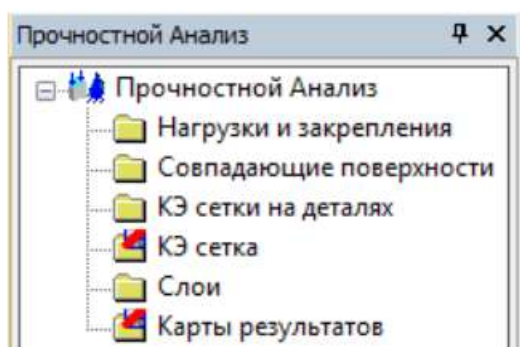 Прочностной Анализ
Прочностной Анализ
Нагрузки и закрепления
Совпадающие поверхности
КЭ сетки на деталях
КЭ сетка
Слои
Карты результатов